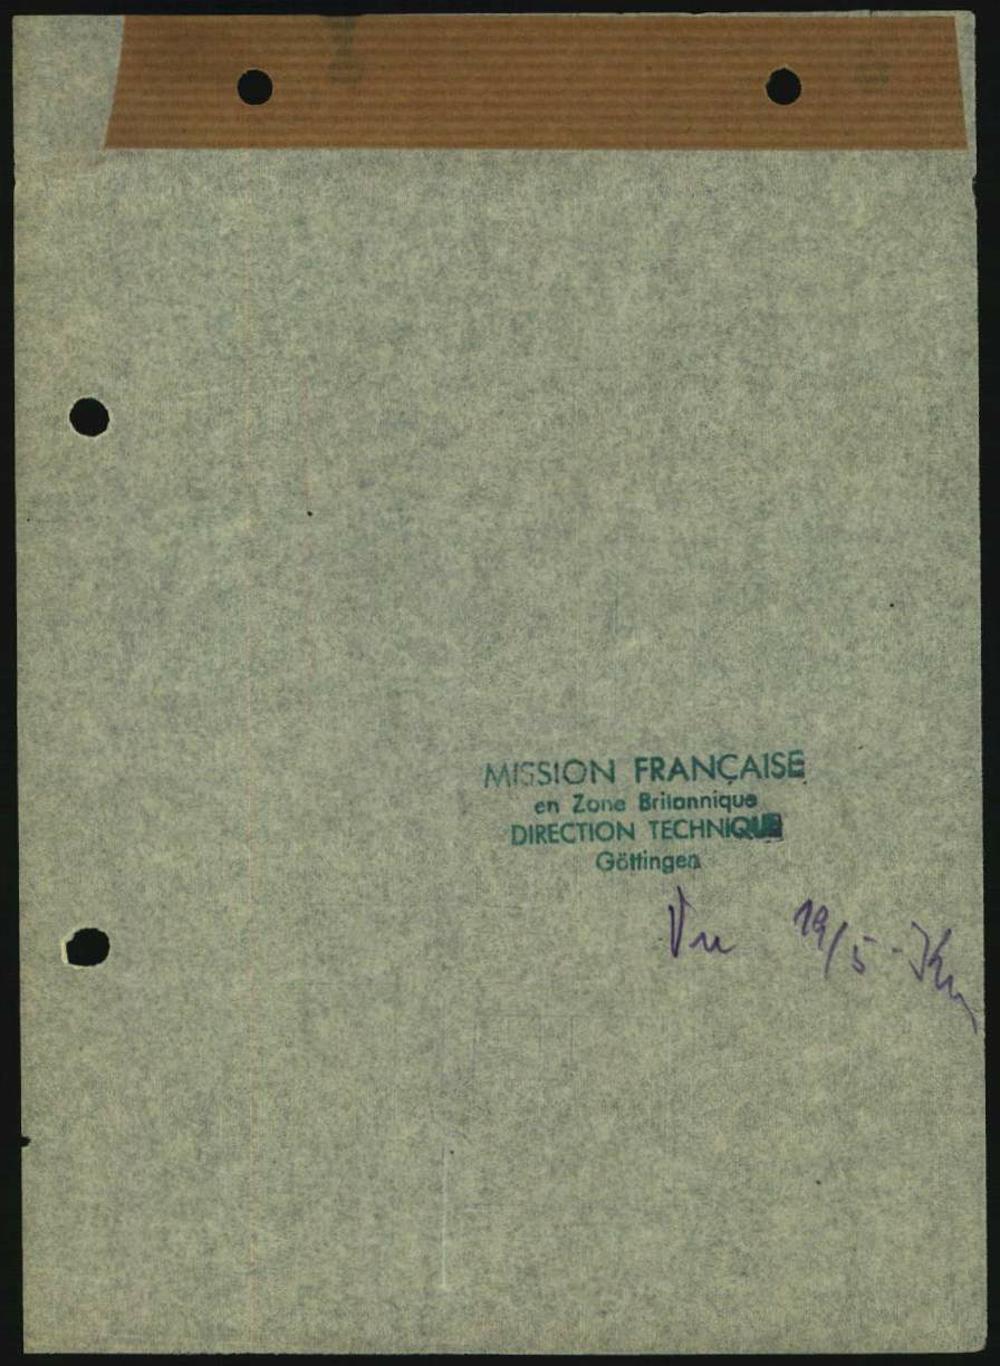 MISSION FRANÇAISE
en Zone Britannique
DIRECTION TECHNIQUE
Göttingen
Vu 19/5